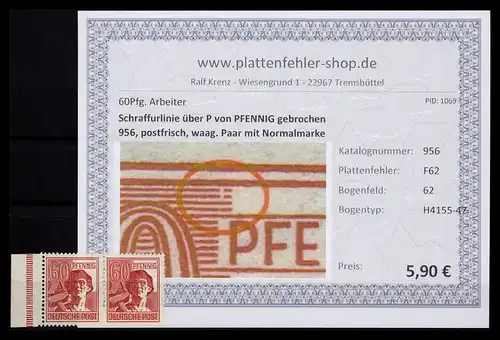 www.plattenfehler-shop.de
Ralf Krenz - Wiesengrund 1 - 22967 Tremsbüttel
60Pfg. Arbeiter
PID: 1069
Schraffurlinie über P von PFENNIG gebrochen
956, postfrisch, waag. Paar mit Normalmarke
Katalognummer: 956
Plattenfehler: F62
Bogenfeld: 62
Bogentyp: H4155-47
Preis: 5,90 €
PFE
60 PFENNIG 60 PFENNIG
DEUTSCHE POST DEUTSCHE POST